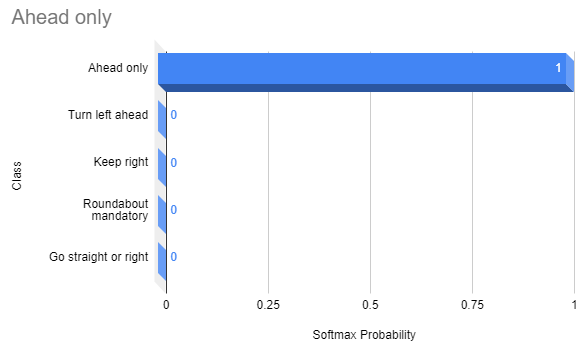 Ahead only
Class
Ahead only
1
Turn left ahead
0
Keep right
0
Roundabout
mandatory
0
Go straight or right
0
0
0.25
0.5
0.75
1
Softmax Probability